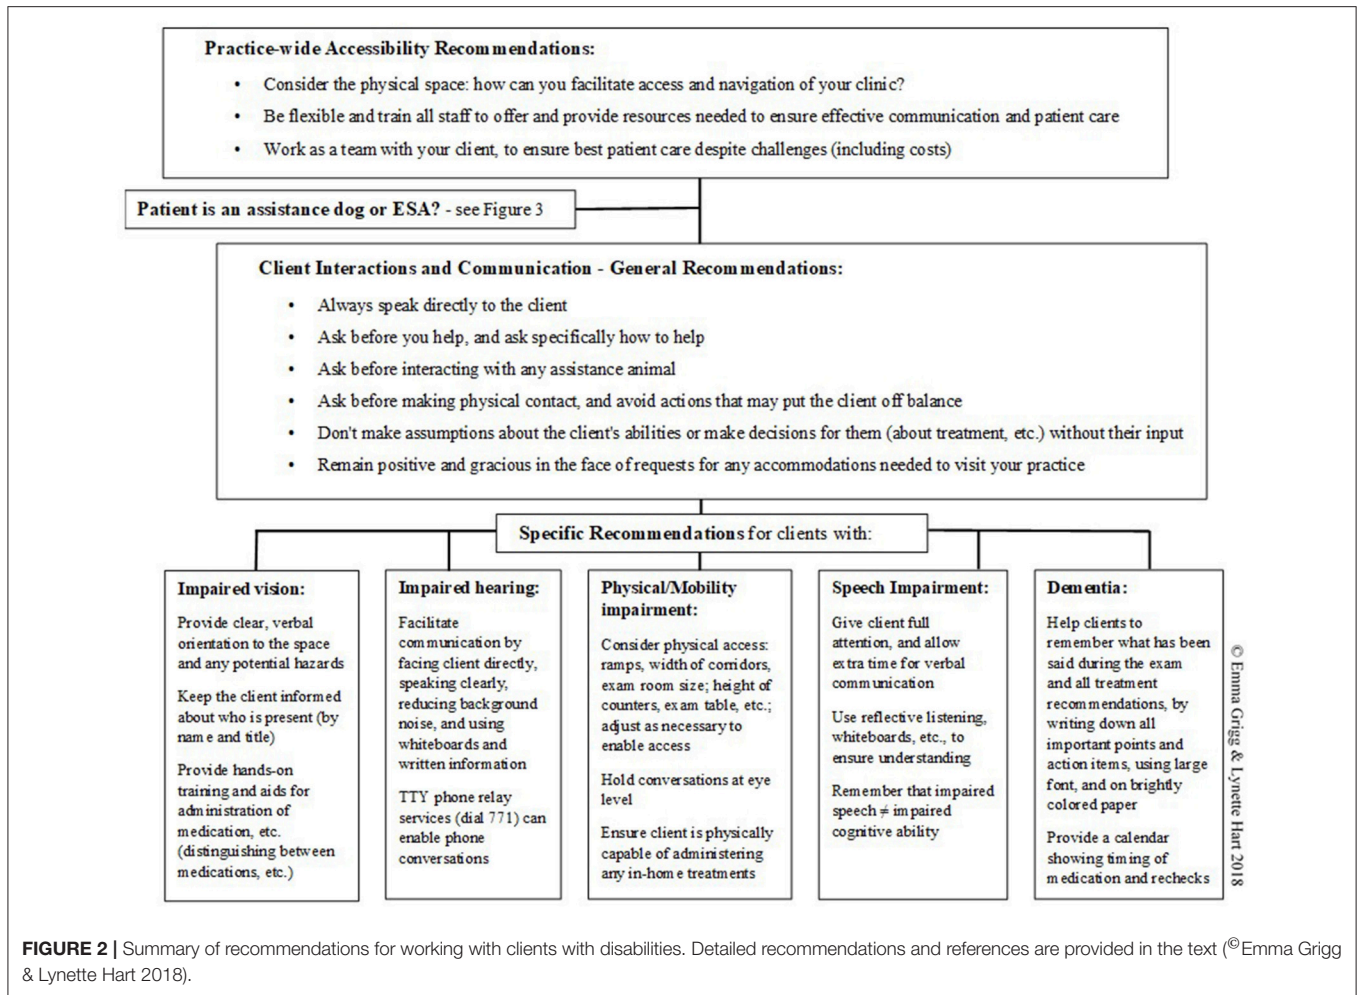 Practice-wide Accessibility Recommendations:
• Consider the physical space: how can you facilitate access and navigation of your clinic?
• Be flexible and train all staff to offer and provide resources needed to ensure effective communication and patient care
• Work as a team with your client, to ensure best patient care despite challenges (including costs)
Patient is an assistance dog or ESA? - see Figure 3
Client Interactions and Communication - General Recommendations:
• Always speak directly to the client
• Ask before you help, and ask specifically how to help
• Ask before interacting with any assistance animal
• Ask before making physical contact, and avoid actions that may put the client off balance
• Don't make assumptions about the client's abilities or make decisions for them (about treatment, etc.) without their input
• Remain positive and gracious in the face of requests for any accommodations needed to visit your practice
Specific Recommendations for clients with:
Impaired vision:
Provide clear, verbal
orientation to the space
and any potential hazards
Keep the client informed
about who is present (by
name and title)
Provide hands-on
training and aids for
administration of
medication, etc.
(distinguishing between
medications, etc.)
Impaired hearing:
Facilitate
communication by
facing client directly,
speaking clearly,
reducing background
noise, and using
whiteboards and
written information
TTY phone relay
services (dial 771) can
enable phone
conversations
Physical/Mobility
impairment:
Consider physical access:
ramps, width of corridors,
exam room size; height of
counters, exam table, etc.;
adjust as necessary to
enable access
Hold conversations at eye
level
Ensure client is physically
capable of administering
any in-home treatments
Speech Impairment:
Give client full
attention, and allow
extra time for verbal
communication
Use reflective listening,
whiteboards, etc., to
ensure understanding
Remember that impaired
speech ≠ impaired
cognitive ability
Dementia:
Help clients to
remember what has been
said during the exam
and all treatment
recommendations, by
writing down all
important points and
action items, using large
font, and on brightly
colored paper
Provide a calendar
showing timing of
medication and rechecks
© Emma Grigg & Lynette Hart 2018
FIGURE 2 | Summary of recommendations for working with clients with disabilities. Detailed recommendations and references are provided in the text (©Emma Grigg
& Lynette Hart 2018).